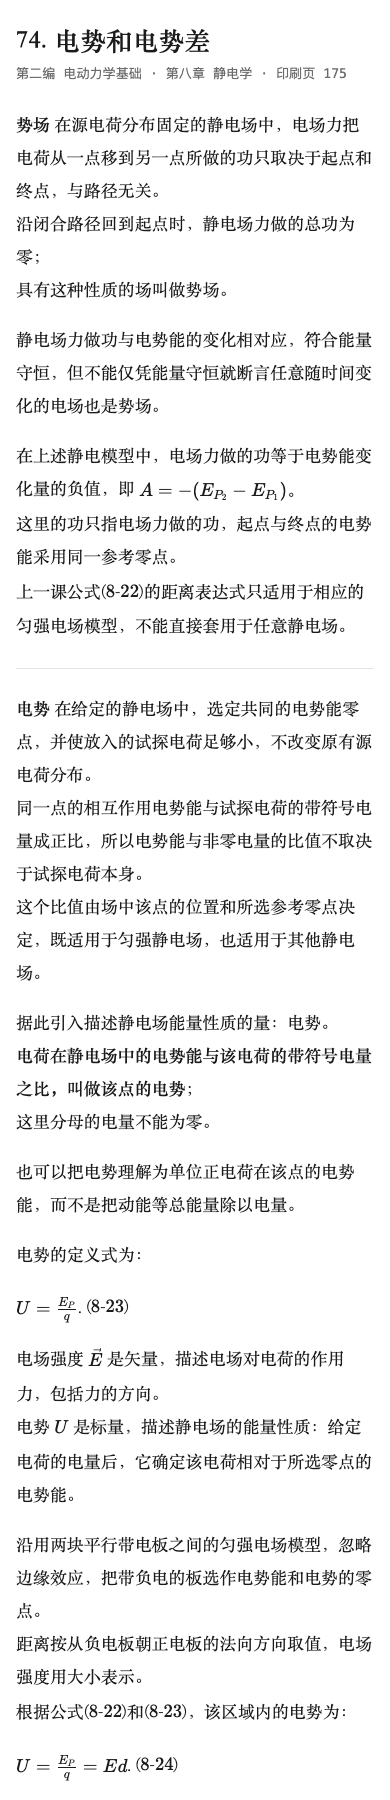 74. 电势和电势差
第二编 电动力学基础 · 第八章 静电学 · 印刷页 175
势场 在源电荷分布固定的静电场中，电场力把
电荷从一点移到另一点所做的功只取决于起点和
终点，与路径无关。
沿闭合路径回到起点时，静电场力做的总功为
零；
具有这种性质的场叫做势场。
静电场力做功与电势能的变化相对应，符合能量
守恒，但不能仅凭能量守恒就断言任意随时间变
化的电场也是势场。
在上述静电模型中，电场力做的功等于电势能变
化量的负值，即 A = −(E_{P₂} − E_{P₁})。
这里的功只指电场力做的功，起点与终点的电势
能采用同一参考零点。
上一课公式(8-22)的距离表达式只适用于相应的
匀强电场模型，不能直接套用于任意静电场。
电势 在给定的静电场中，选定共同的电势能零
点，并使放入的试探电荷足够小，不改变原有源
电荷分布。
同一点的相互作用电势能与试探电荷的带符号电
量成正比，所以电势能与非零电量的比值不取决
于试探电荷本身。
这个比值由场中该点的位置和所选参考零点决
定，既适用于匀强静电场，也适用于其他静电
场。
据此引入描述静电场能量性质的量：电势。
电荷在静电场中的电势能与该电荷的带符号电量
之比，叫做该点的电势；
这里分母的电量不能为零。
也可以把电势理解为单位正电荷在该点的电势
能，而不是把动能等总能量除以电量。
电势的定义式为：
U = E_P/q. (8-23)
电场强度 E⃗ 是矢量，描述电场对电荷的作用
力，包括力的方向。
电势 U 是标量，描述静电场的能量性质：给定
电荷的电量后，它确定该电荷相对于所选零点的
电势能。
沿用两块平行带电板之间的匀强电场模型，忽略
边缘效应，把带负电的板选作电势能和电势的零
点。
距离按从负电板朝正电板的法向方向取值，电场
强度用大小表示。
根据公式(8-22)和(8-23)，该区域内的电势为：
U = E_P/q = Ed. (8-24)